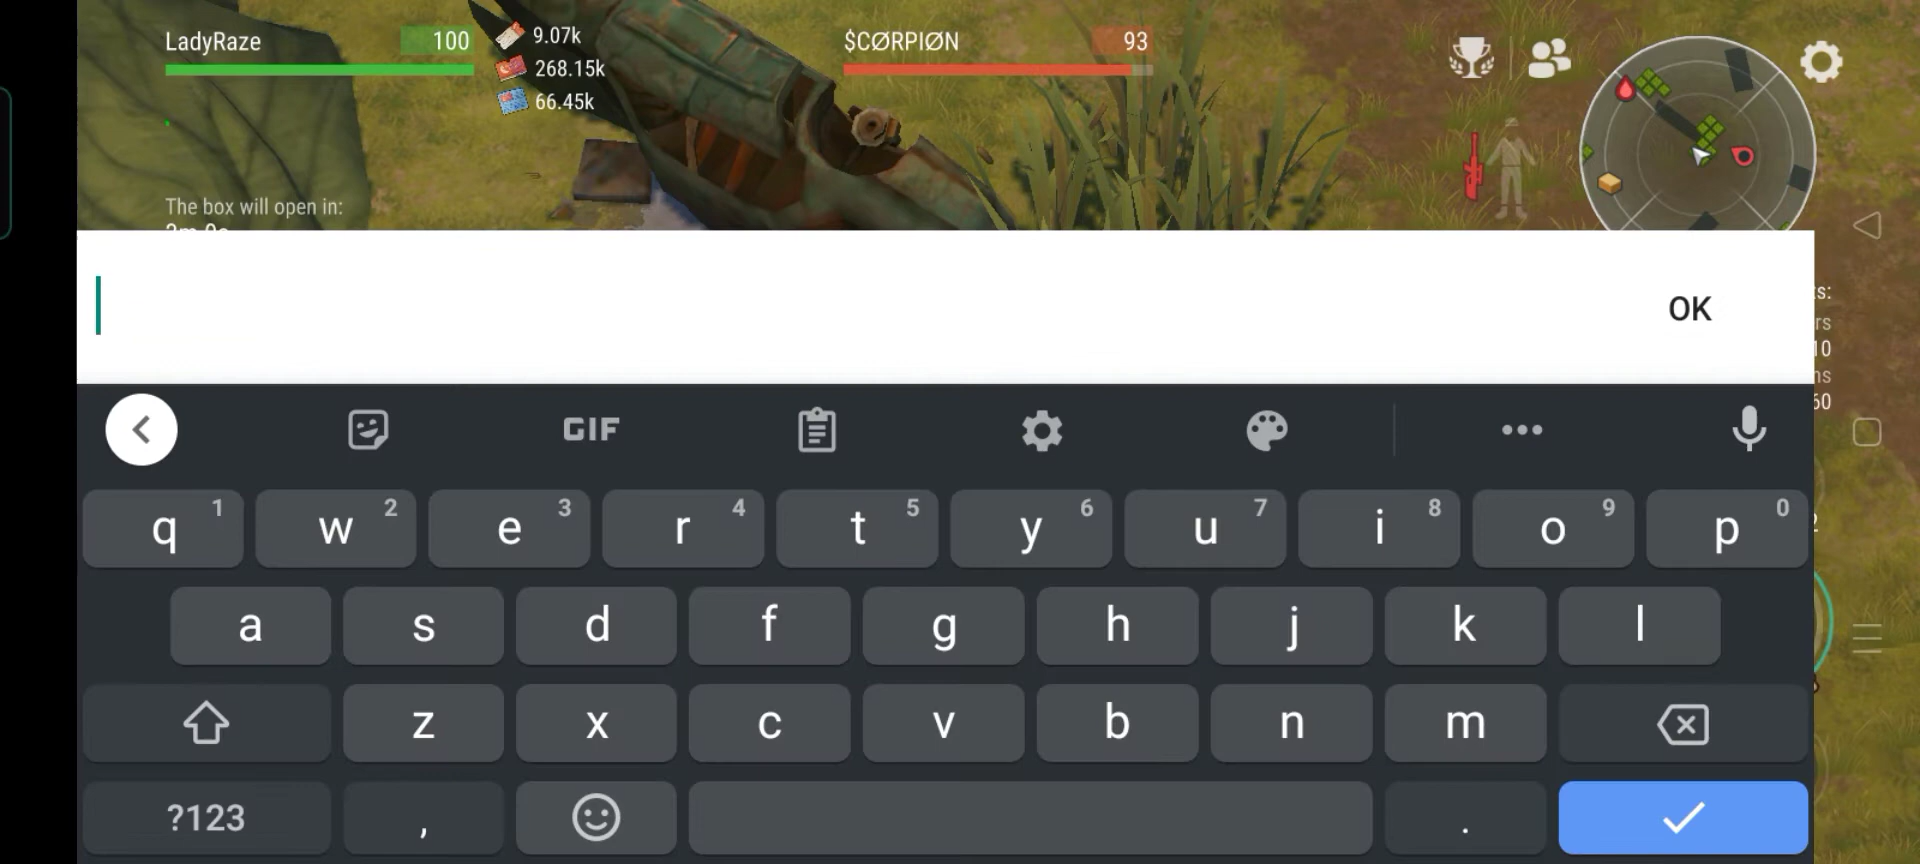 LadyRaze 100
9.07k
268.15k
66.45k
$CØRPIØN 93
The box will open in:
OK
GIF
q 1 w 2 e 3 r 4 t 5 y 6 u 7 i 8 o 9 p 0
a s d f g h j k l
z x c v b n m
?123 , .